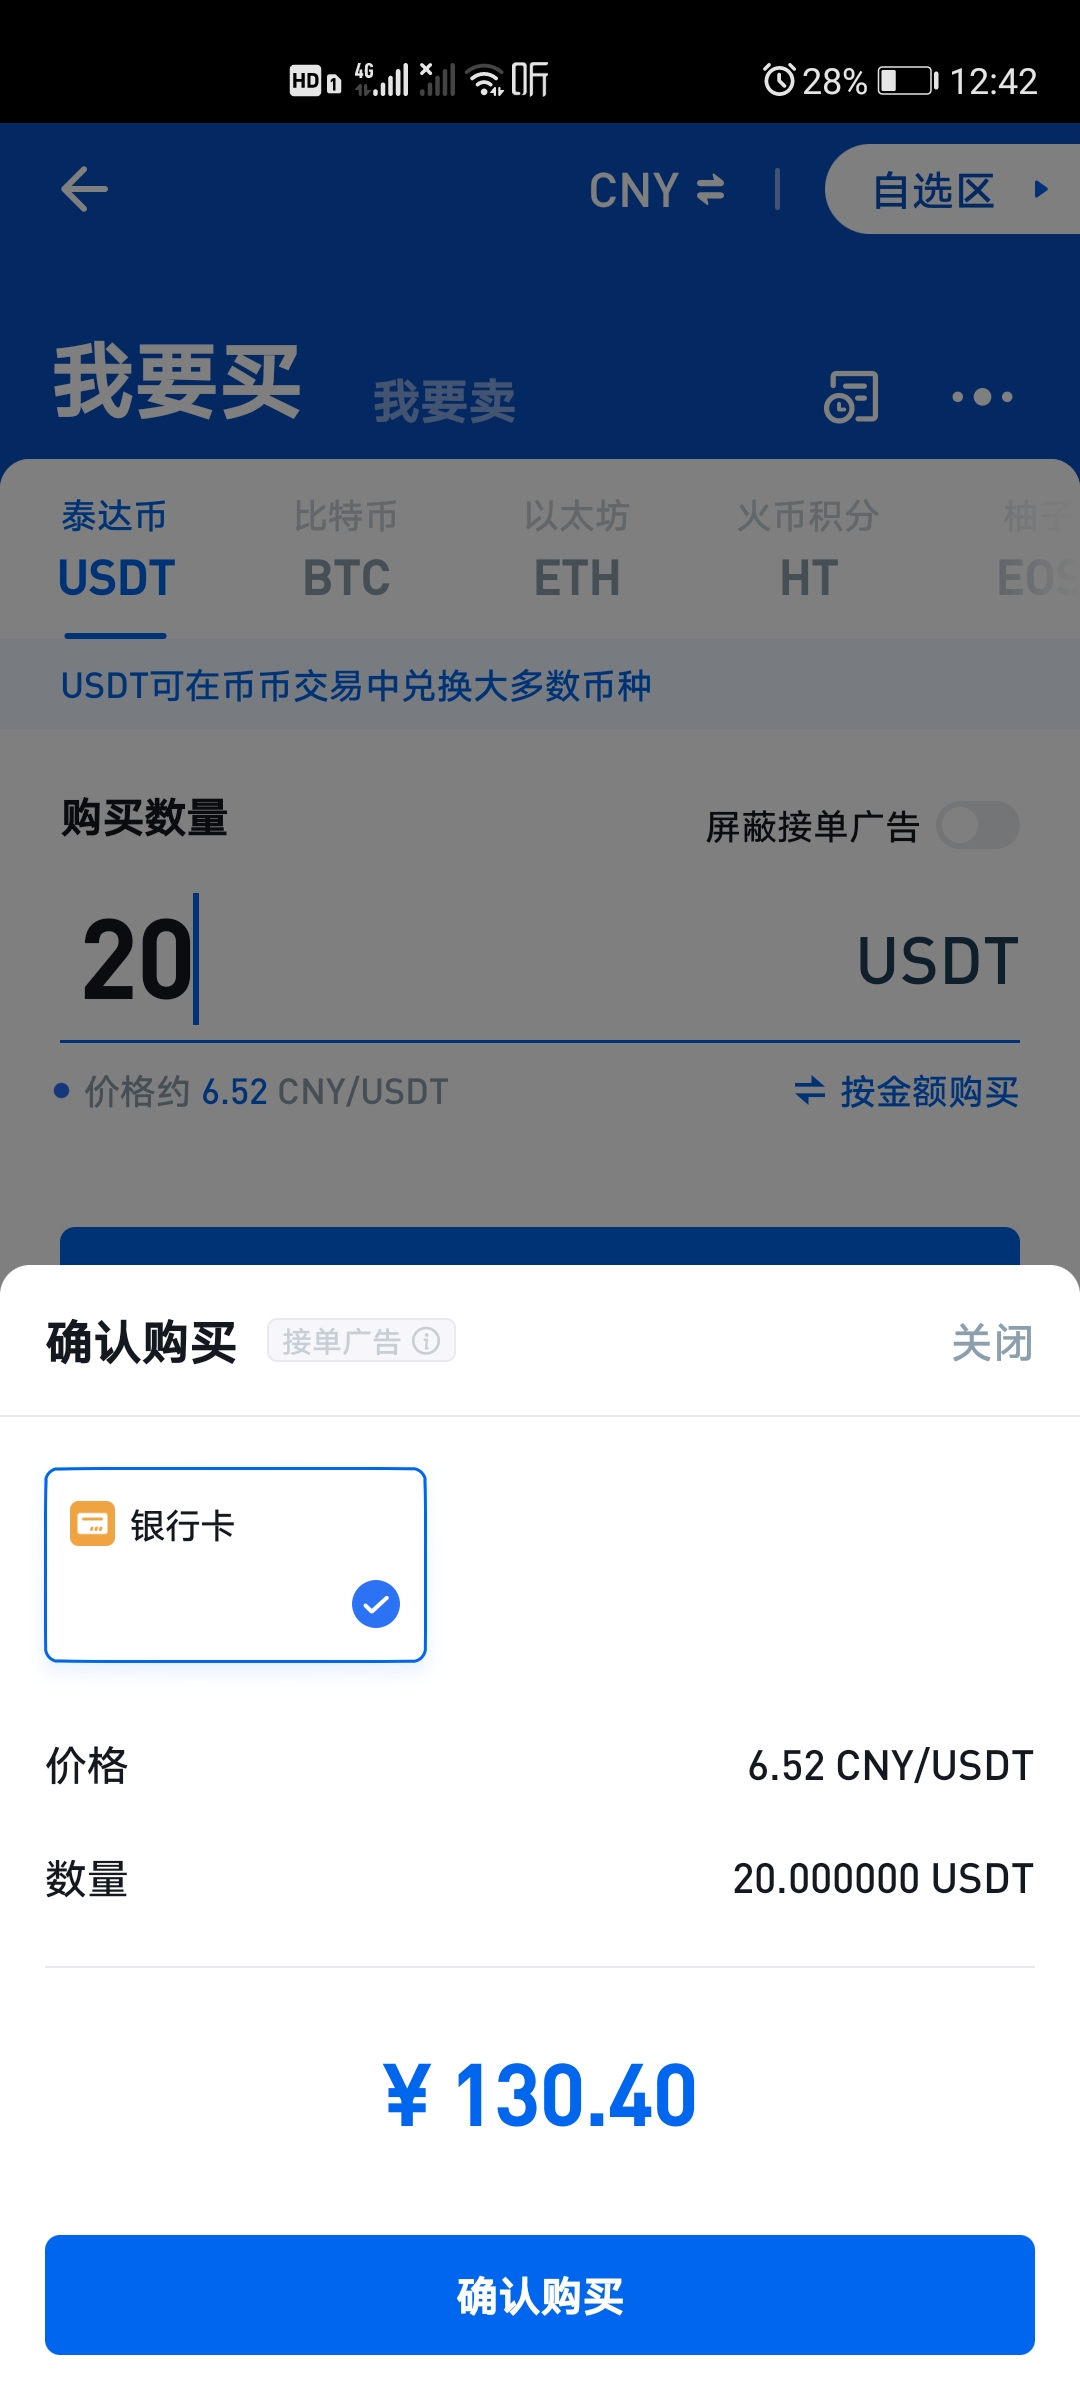 HD 1 4G 听 28% 12:42
CNY 自选区
我要买 我要卖
泰达币 比特币 以太坊 火币积分 柚子
USDT BTC ETH HT EOS
USDT可在币币交易中兑换大多数币种
购买数量 屏蔽接单广告
20 USDT
价格约 6.52 CNY/USDT 按金额购买
确认购买 接单广告 关闭
银行卡
价格 6.52 CNY/USDT
数量 20.000000 USDT
¥ 130.40
确认购买